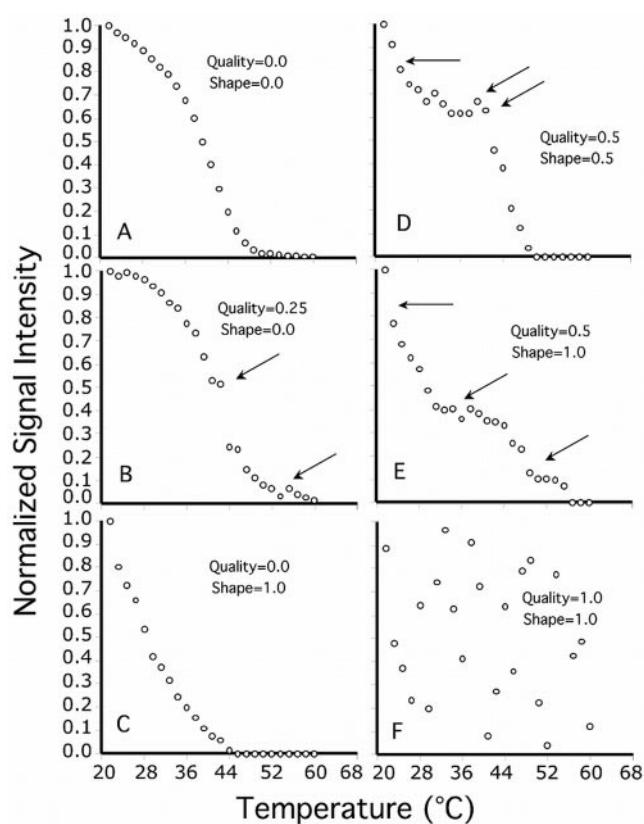 Normalized Signal Intensity
1.0
0.9
0.8
0.7
0.6
0.5
0.4
0.3
0.2
0.1
0.0
Quality=0.0
Shape=0.0
A
Quality=0.5
Shape=0.5
D
1.0
0.9
0.8
0.7
0.6
0.5
0.4
0.3
0.2
0.1
0.0
Quality=0.25
Shape=0.0
B
Quality=0.5
Shape=1.0
E
1.0
0.9
0.8
0.7
0.6
0.5
0.4
0.3
0.2
0.1
0.0
Quality=0.0
Shape=1.0
C
Quality=1.0
Shape=1.0
F
20 28 36 44 52 60 68
20 28 36 44 52 60 68
Temperature (°C)